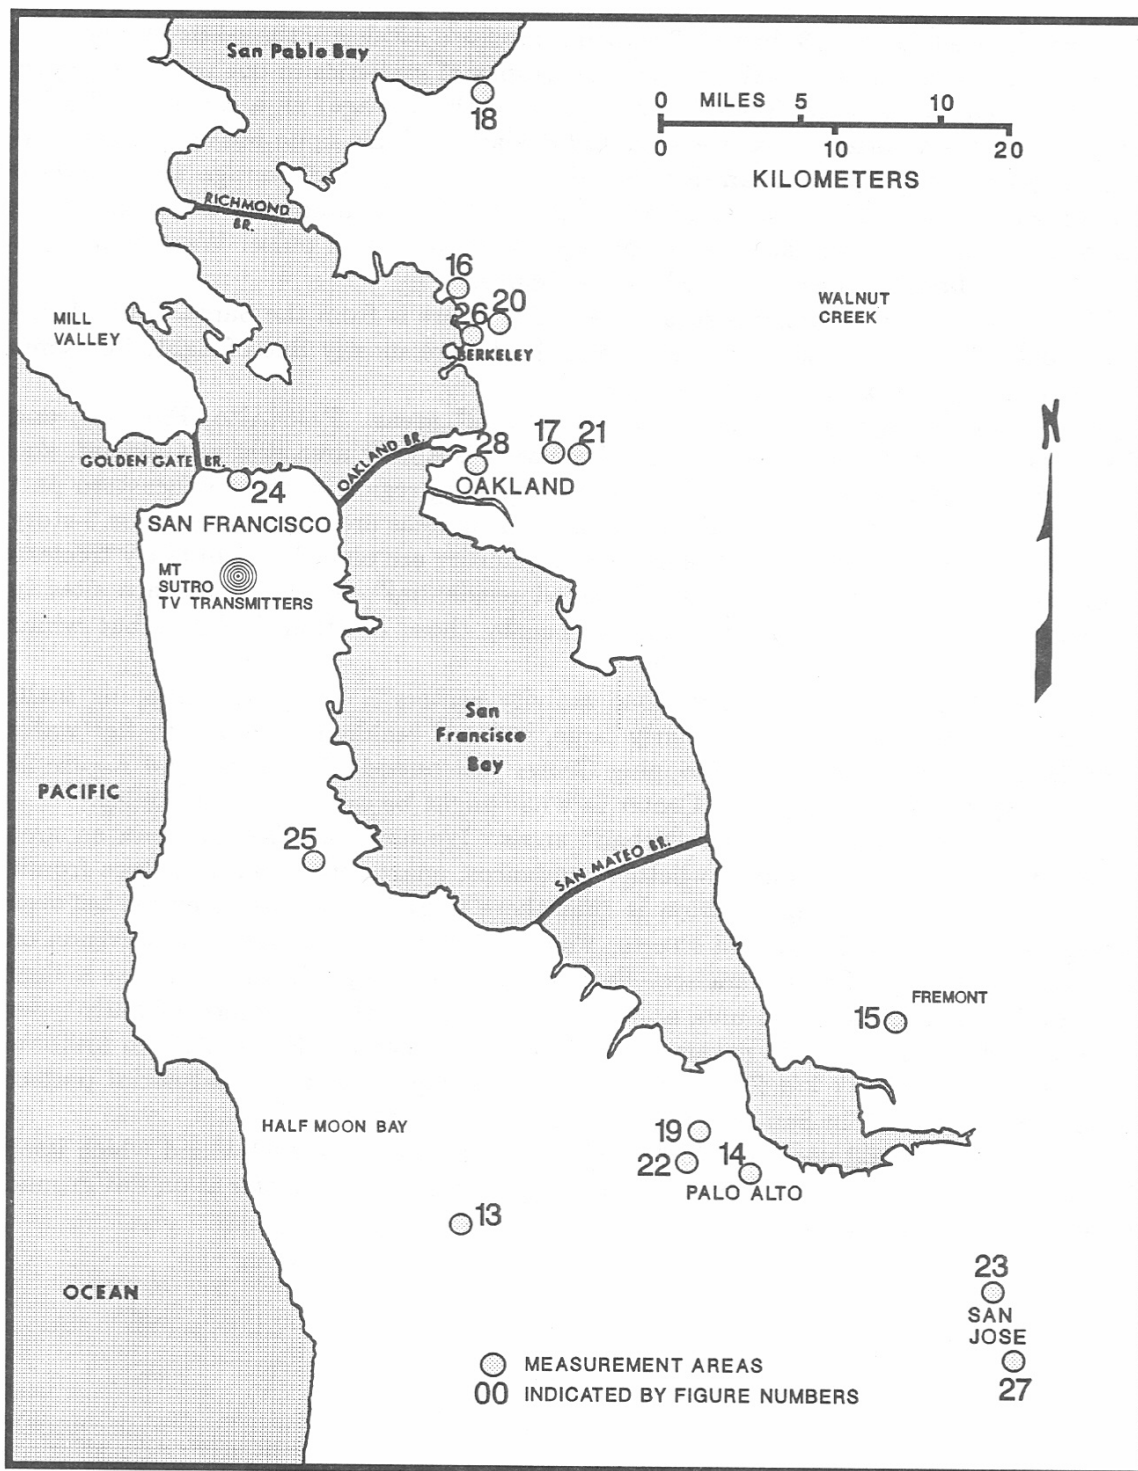 San Pablo Bay
18
0 MILES 5 10
0 10 20
KILOMETERS
RICHMOND
BR.
16
20
26
BERKELEY
WALNUT
CREEK
MILL
VALLEY
N
GOLDEN GATE BR.
OAKLAND BR.
28
17
21
OAKLAND
24
SAN FRANCISCO
MT
SUTRO
TV TRANSMITTERS
San
Francisco
Bay
PACIFIC
25
SAN MATEO BR.
FREMONT
15
HALF MOON BAY
19
22
14
PALO ALTO
13
23
SAN
JOSE
27
OCEAN
MEASUREMENT AREAS
00 INDICATED BY FIGURE NUMBERS